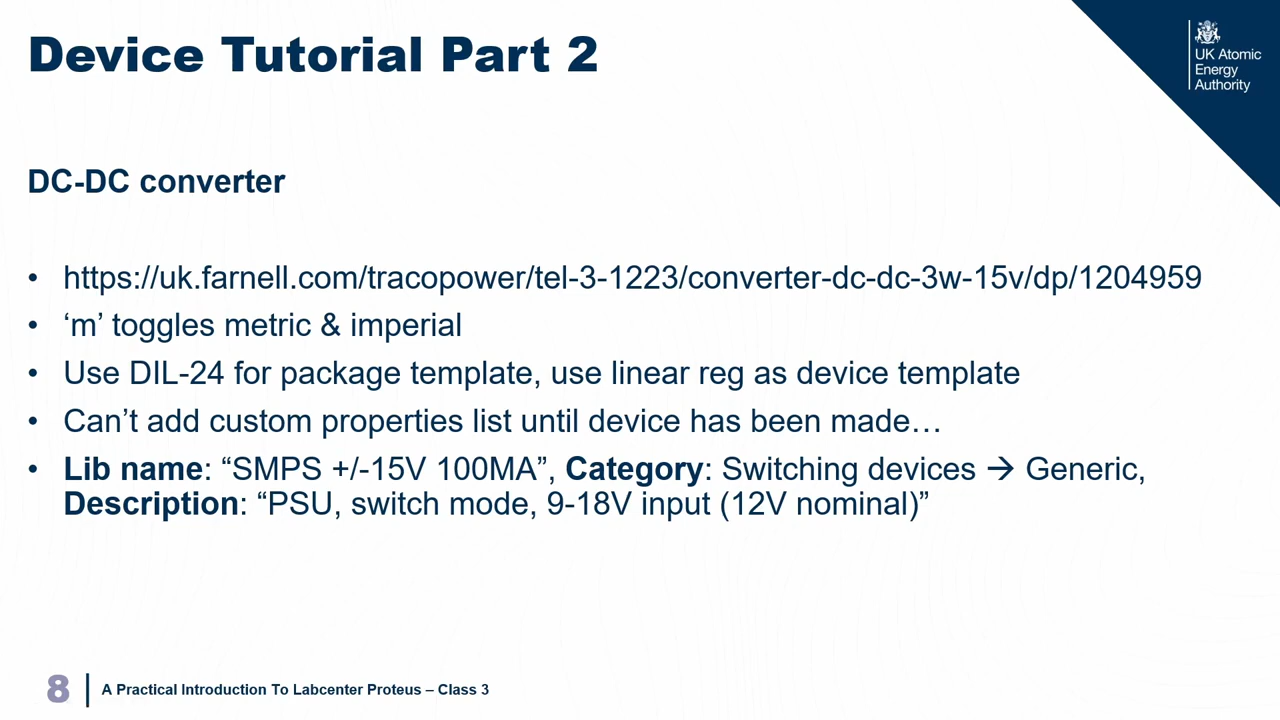 Device Tutorial Part 2
UK Atomic
Energy
Authority
DC-DC converter
• https://uk.farnell.com/tracopower/tel-3-1223/converter-dc-dc-3w-15v/dp/1204959
• ‘m’ toggles metric & imperial
• Use DIL-24 for package template, use linear reg as device template
• Can’t add custom properties list until device has been made…
• Lib name: “SMPS +/-15V 100MA”, Category: Switching devices → Generic,
Description: “PSU, switch mode, 9-18V input (12V nominal)”
8
A Practical Introduction To Labcenter Proteus – Class 3